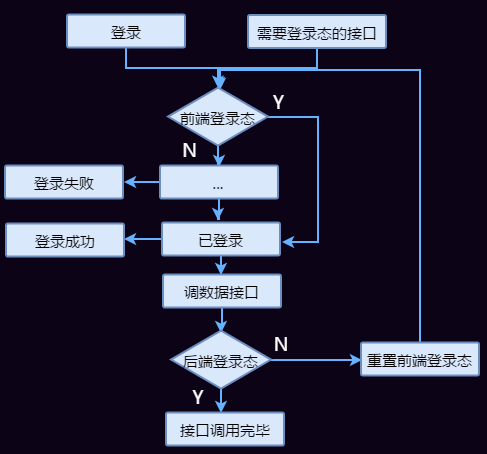 登录
需要登录态的接口
前端登录态
Y
N
登录失败
...
登录成功
已登录
调数据接口
后端登录态
N
重置前端登录态
Y
接口调用完毕